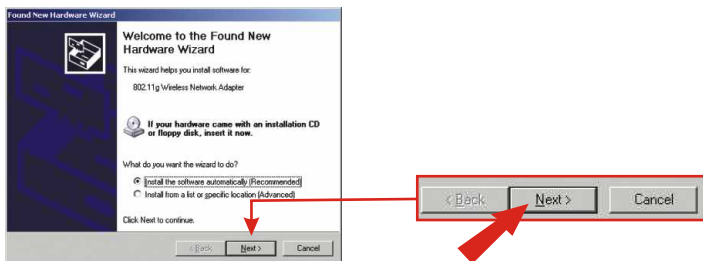 Found New Hardware Wizard
Welcome to the Found New
Hardware Wizard
This wizard helps you install software for:
802.11g Wireless Network Adapter
If your hardware came with an installation CD
or floppy disk, insert it now.
What do you want the wizard to do?
Install the software automatically (Recommended)
Install from a list or specific location (Advanced)
Click Next to continue.
< Back Next > Cancel
< Back Next > Cancel